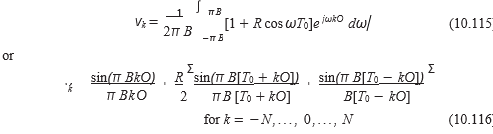 v_k = 1/(2π B) ∫_{−π B}^{π B} [1 + R cos ωT_0] e^{jωkO} dω/ (10.115)
or
`_k sin(π BkO)/(π BkO) · R/2 Σ sin(π B[T_0 + kO])/(π B [T_0 + kO]) · sin(π B[T_0 − kO])/(B[T_0 − kO]) Σ
for k = −N, . . . , 0, . . . , N (10.116)